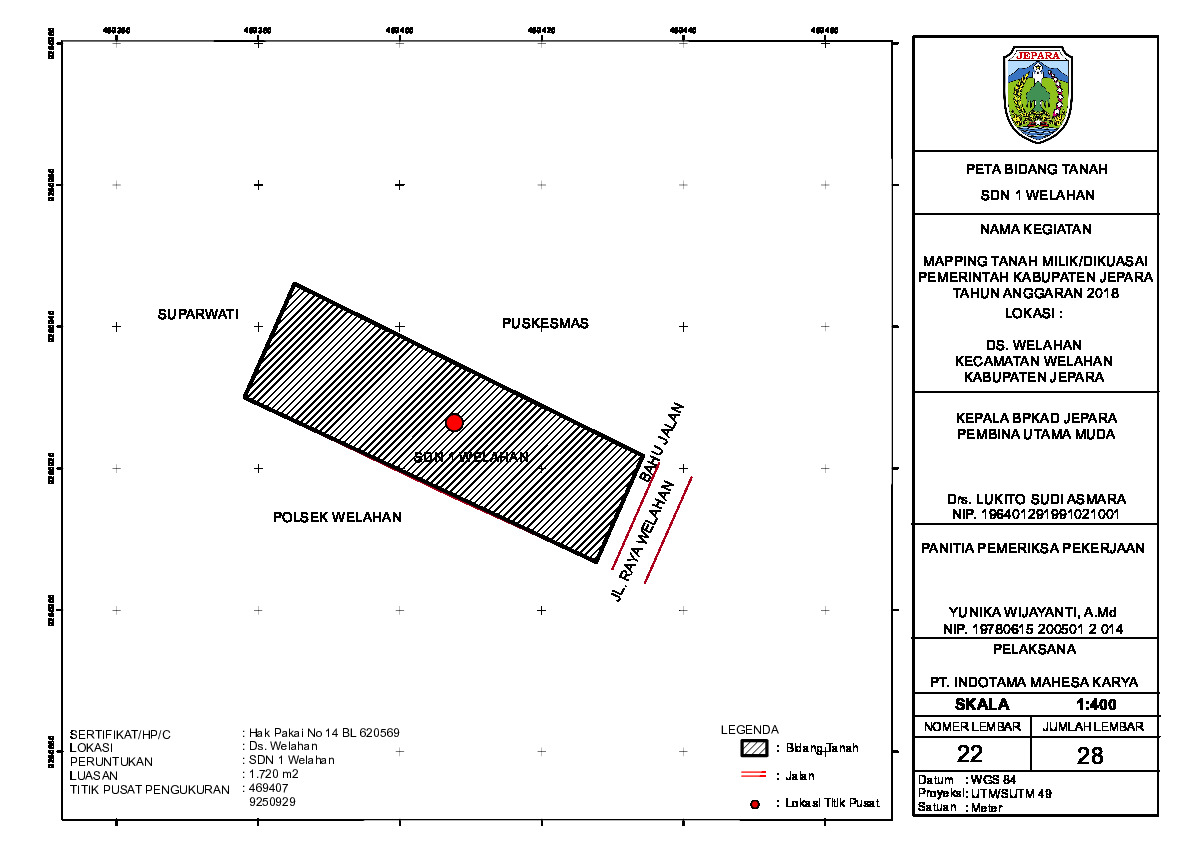 JEPARA
PETA BIDANG TANAH
SDN 1 WELAHAN
NAMA KEGIATAN
MAPPING TANAH MILIK/DIKUASAI
PEMERINTAH KABUPATEN JEPARA
TAHUN ANGGARAN 2018
LOKASI :
DS. WELAHAN
KECAMATAN WELAHAN
KABUPATEN JEPARA
KEPALA BPKAD JEPARA
PEMBINA UTAMA MUDA
Drs. LUKITO SUDI ASMARA
NIP. 196401291991021001
PANITIA PEMERIKSA PEKERJAAN
YUNIKA WIJAYANTI, A.Md
NIP. 19780615 200501 2 014
PELAKSANA
PT. INDOTAMA MAHESA KARYA
SKALA 1:400
NOMER LEMBAR JUMLAH LEMBAR
22 28
Datum : WGS 84
Proyeksi : UTM/SUTM 49
Satuan : Meter
SUPARWATI
PUSKESMAS
SDN 1 WELAHAN
POLSEK WELAHAN
BAHU JALAN
JL. RAYA WELAHAN
SERTIFIKAT/HP/C : Hak Pakai No 14 BL 620569
LOKASI : Ds. Welahan
PERUNTUKAN : SDN 1 Welahan
LUASAN : 1.720 m2
TITIK PUSAT PENGUKURAN : 469407
9250929
LEGENDA
: Bidang Tanah
: Jalan
: Lokasi Titik Pusat